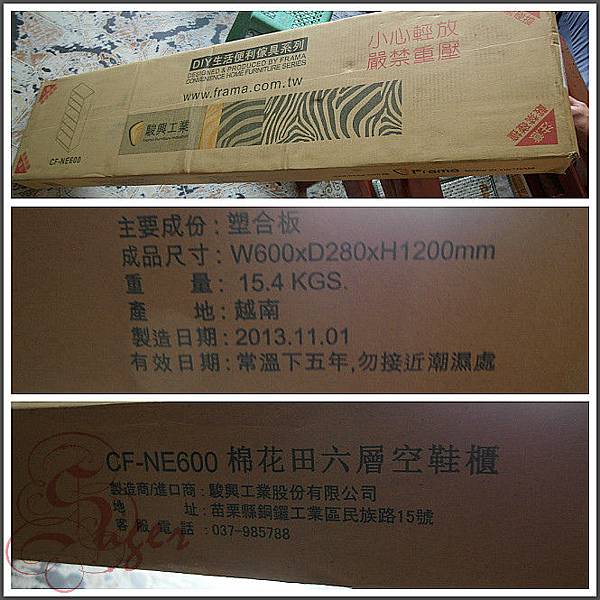 DIY生活便利傢具系列
DESIGNED & PRODUCED BY FRAMA
CONVENIENCE HOME FURNITURE SERIES
www.frama.com.tw
小心輕放
嚴禁重壓
駿興工業
CF-NE600
Frama
注意
主要成份：塑合板
成品尺寸：W600xD280xH1200mm
重 量：15.4 KGS.
產 地：越南
製造日期：2013.11.01
有效日期：常溫下五年,勿接近潮濕處
CF-NE600 棉花田六層空鞋櫃
製造商/進口商：駿興工業股份有限公司
地 址：苗栗縣銅鑼工業區民族路15號
客服電話：037-985788
Sager